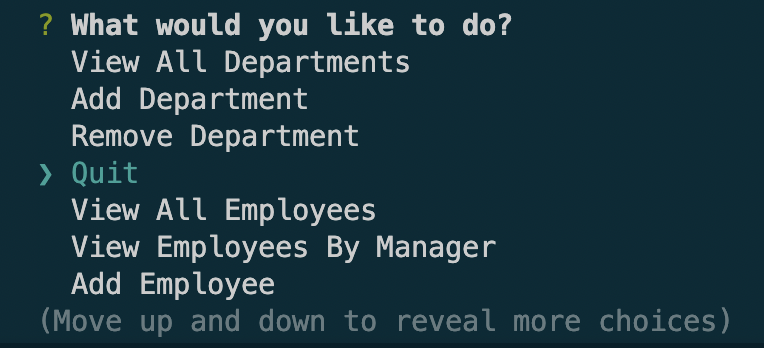 ? What would you like to do?
View All Departments
Add Department
Remove Department
❯ Quit
View All Employees
View Employees By Manager
Add Employee
(Move up and down to reveal more choices)